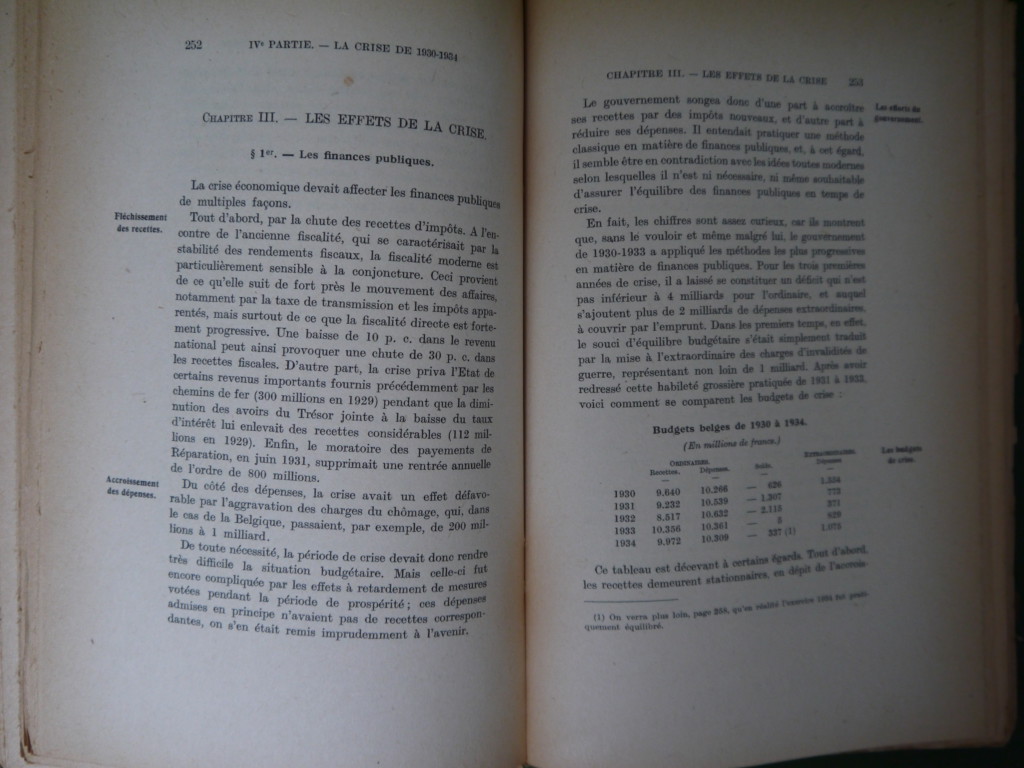 252 IVe PARTIE. — LA CRISE DE 1930-1934
CHAPITRE III. — LES EFFETS DE LA CRISE.
§ 1er. — Les finances publiques.
La crise économique devait affecter les finances publiques
de multiples façons.
Fléchissement
des recettes.
Tout d'abord, par la chute des recettes d'impôts. A l'en-
contre de l'ancienne fiscalité, qui se caractérisait par la
stabilité des rendements fiscaux, la fiscalité moderne est
particulièrement sensible à la conjoncture. Ceci provient
de ce qu'elle suit de fort près le mouvement des affaires,
notamment par la taxe de transmission et les impôts appa-
rentés, mais surtout de ce que la fiscalité directe est forte-
ment progressive. Une baisse de 10 p. c. dans le revenu
national peut ainsi provoquer une chute de 30 p. c. dans
les recettes fiscales. D'autre part, la crise priva l'Etat de
certains revenus importants fournis précédemment par les
chemins de fer (300 millions en 1929) pendant que la dimi-
nution des avoirs du Trésor jointe à la baisse du taux
d'intérêt lui enlevait des recettes considérables (112 mil-
lions en 1929). Enfin, le moratoire des payements de
Réparation, en juin 1931, supprimait une rentrée annuelle
de l'ordre de 800 millions.
Accroissement
des dépenses.
Du côté des dépenses, la crise avait un effet défavo-
rable par l'aggravation des charges du chômage, qui, dans
le cas de la Belgique, passaient, par exemple, de 200 mil-
lions à 1 milliard.
De toute nécessité, la période de crise devait donc rendre
très difficile la situation budgétaire. Mais celle-ci fut
encore compliquée par les effets à retardement de mesures
votées pendant la période de prospérité ; ces dépenses
admises en principe n'avaient pas de recettes correspon-
dantes, on s'en était remis imprudemment à l'avenir.
CHAPITRE III. — LES EFFETS DE LA CRISE 253
Le gouvernement songea donc d'une part à accroître
ses recettes par des impôts nouveaux, et d'autre part à
réduire ses dépenses. Il entendait pratiquer une méthode
classique en matière de finances publiques, et, à cet égard,
il semble être en contradiction avec les idées toutes modernes
selon lesquelles il n'est ni nécessaire, ni même souhaitable
d'assurer l'équilibre des finances publiques en temps de
crise.
Les efforts du
gouvernement.
En fait, les chiffres sont assez curieux, car ils montrent
que, sans le vouloir et même malgré lui, le gouvernement
de 1930-1933 a appliqué les méthodes les plus progressives
en matière de finances publiques. Pour les trois premières
années de crise, il a laissé se constituer un déficit qui n'est
pas inférieur à 4 milliards pour l'ordinaire, et auquel
s'ajoutent plus de 2 milliards de dépenses extraordinaires,
à couvrir par l'emprunt. Dans les premiers temps, en effet,
le souci d'équilibre budgétaire s'était simplement traduit
par la mise à l'extraordinaire des charges d'invalidités de
guerre, représentant non loin de 1 milliard. Après avoir
redressé cette habileté grossière pratiquée de 1931 à 1933,
voici comment se comparent les budgets de crise :
Budgets belges de 1930 à 1934.
(En millions de francs.)
Les budgets
de crise.
ORDINAIRES. EXTRAORDINAIRES.
Recettes. Dépenses. Solde. Dépenses
1930 9.640 10.266 — 626 1.334
1931 9.232 10.539 — 1.307 773
1932 8.517 10.632 — 2.115
1933 10.356 10.361 — 5
1934 9.972 10.309 — 337 (1)
Ce tableau est décevant à certains égards. Tout d'abord,
les recettes demeurent stationnaires, en dépit de l'accrois-
(1) On verra plus loin, page 258, qu'en réalité l'exercice 1934 fut prati-
quement équilibré.